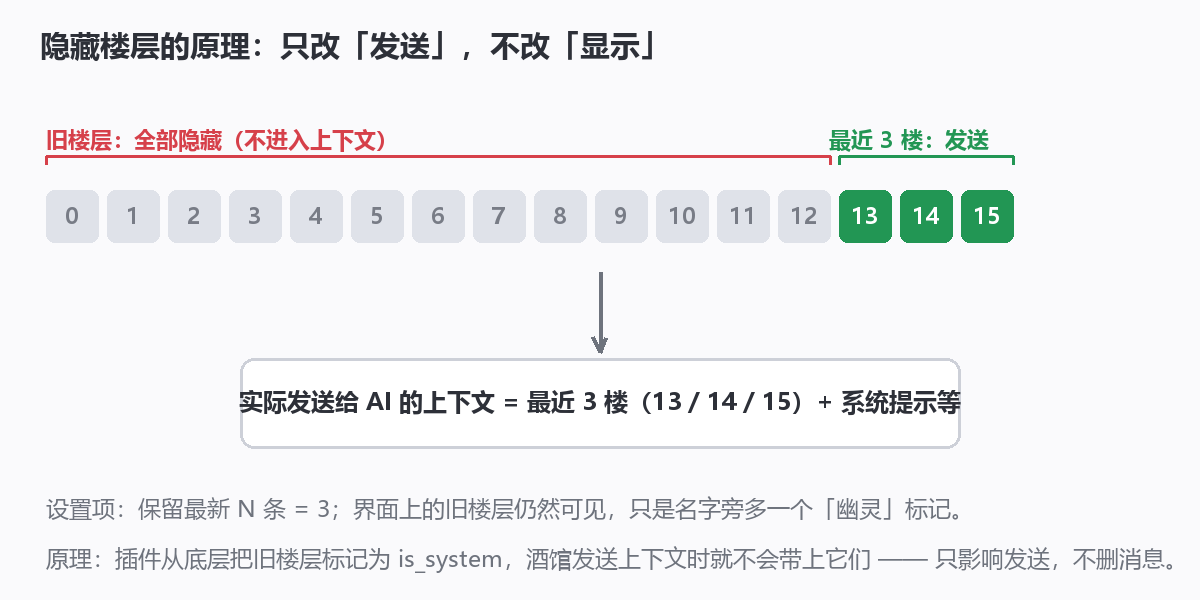 隐藏楼层的原理：只改「发送」，不改「显示」
旧楼层：全部隐藏（不进入上下文）
最近 3 楼：发送
0 1 2 3 4 5 6 7 8 9 10 11 12 13 14 15
实际发送给 AI 的上下文 = 最近 3 楼（13 / 14 / 15）+ 系统提示等
设置项：保留最新 N 条 = 3；界面上的旧楼层仍然可见，只是名字旁多一个「幽灵」标记。
原理：插件从底层把旧楼层标记为 is_system，酒馆发送上下文时就不会带上它们 —— 只影响发送，不删消息。